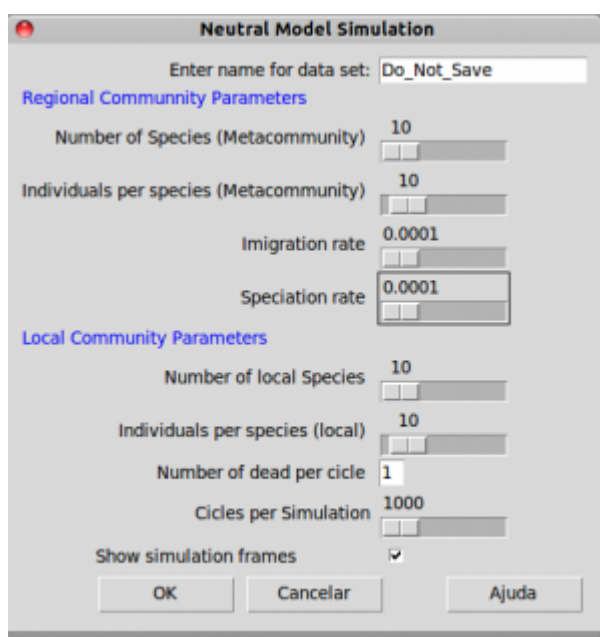 Neutral Model Simulation
Enter name for data set: Do_Not_Save
Regional Communnity Parameters
Number of Species (Metacommunity) 10
Individuals per species (Metacommunity) 10
Imigration rate 0.0001
Speciation rate 0.0001
Local Community Parameters
Number of local Species 10
Individuals per species (local) 10
Number of dead per cicle 1
Cicles per Simulation 1000
Show simulation frames
OK Cancelar Ajuda